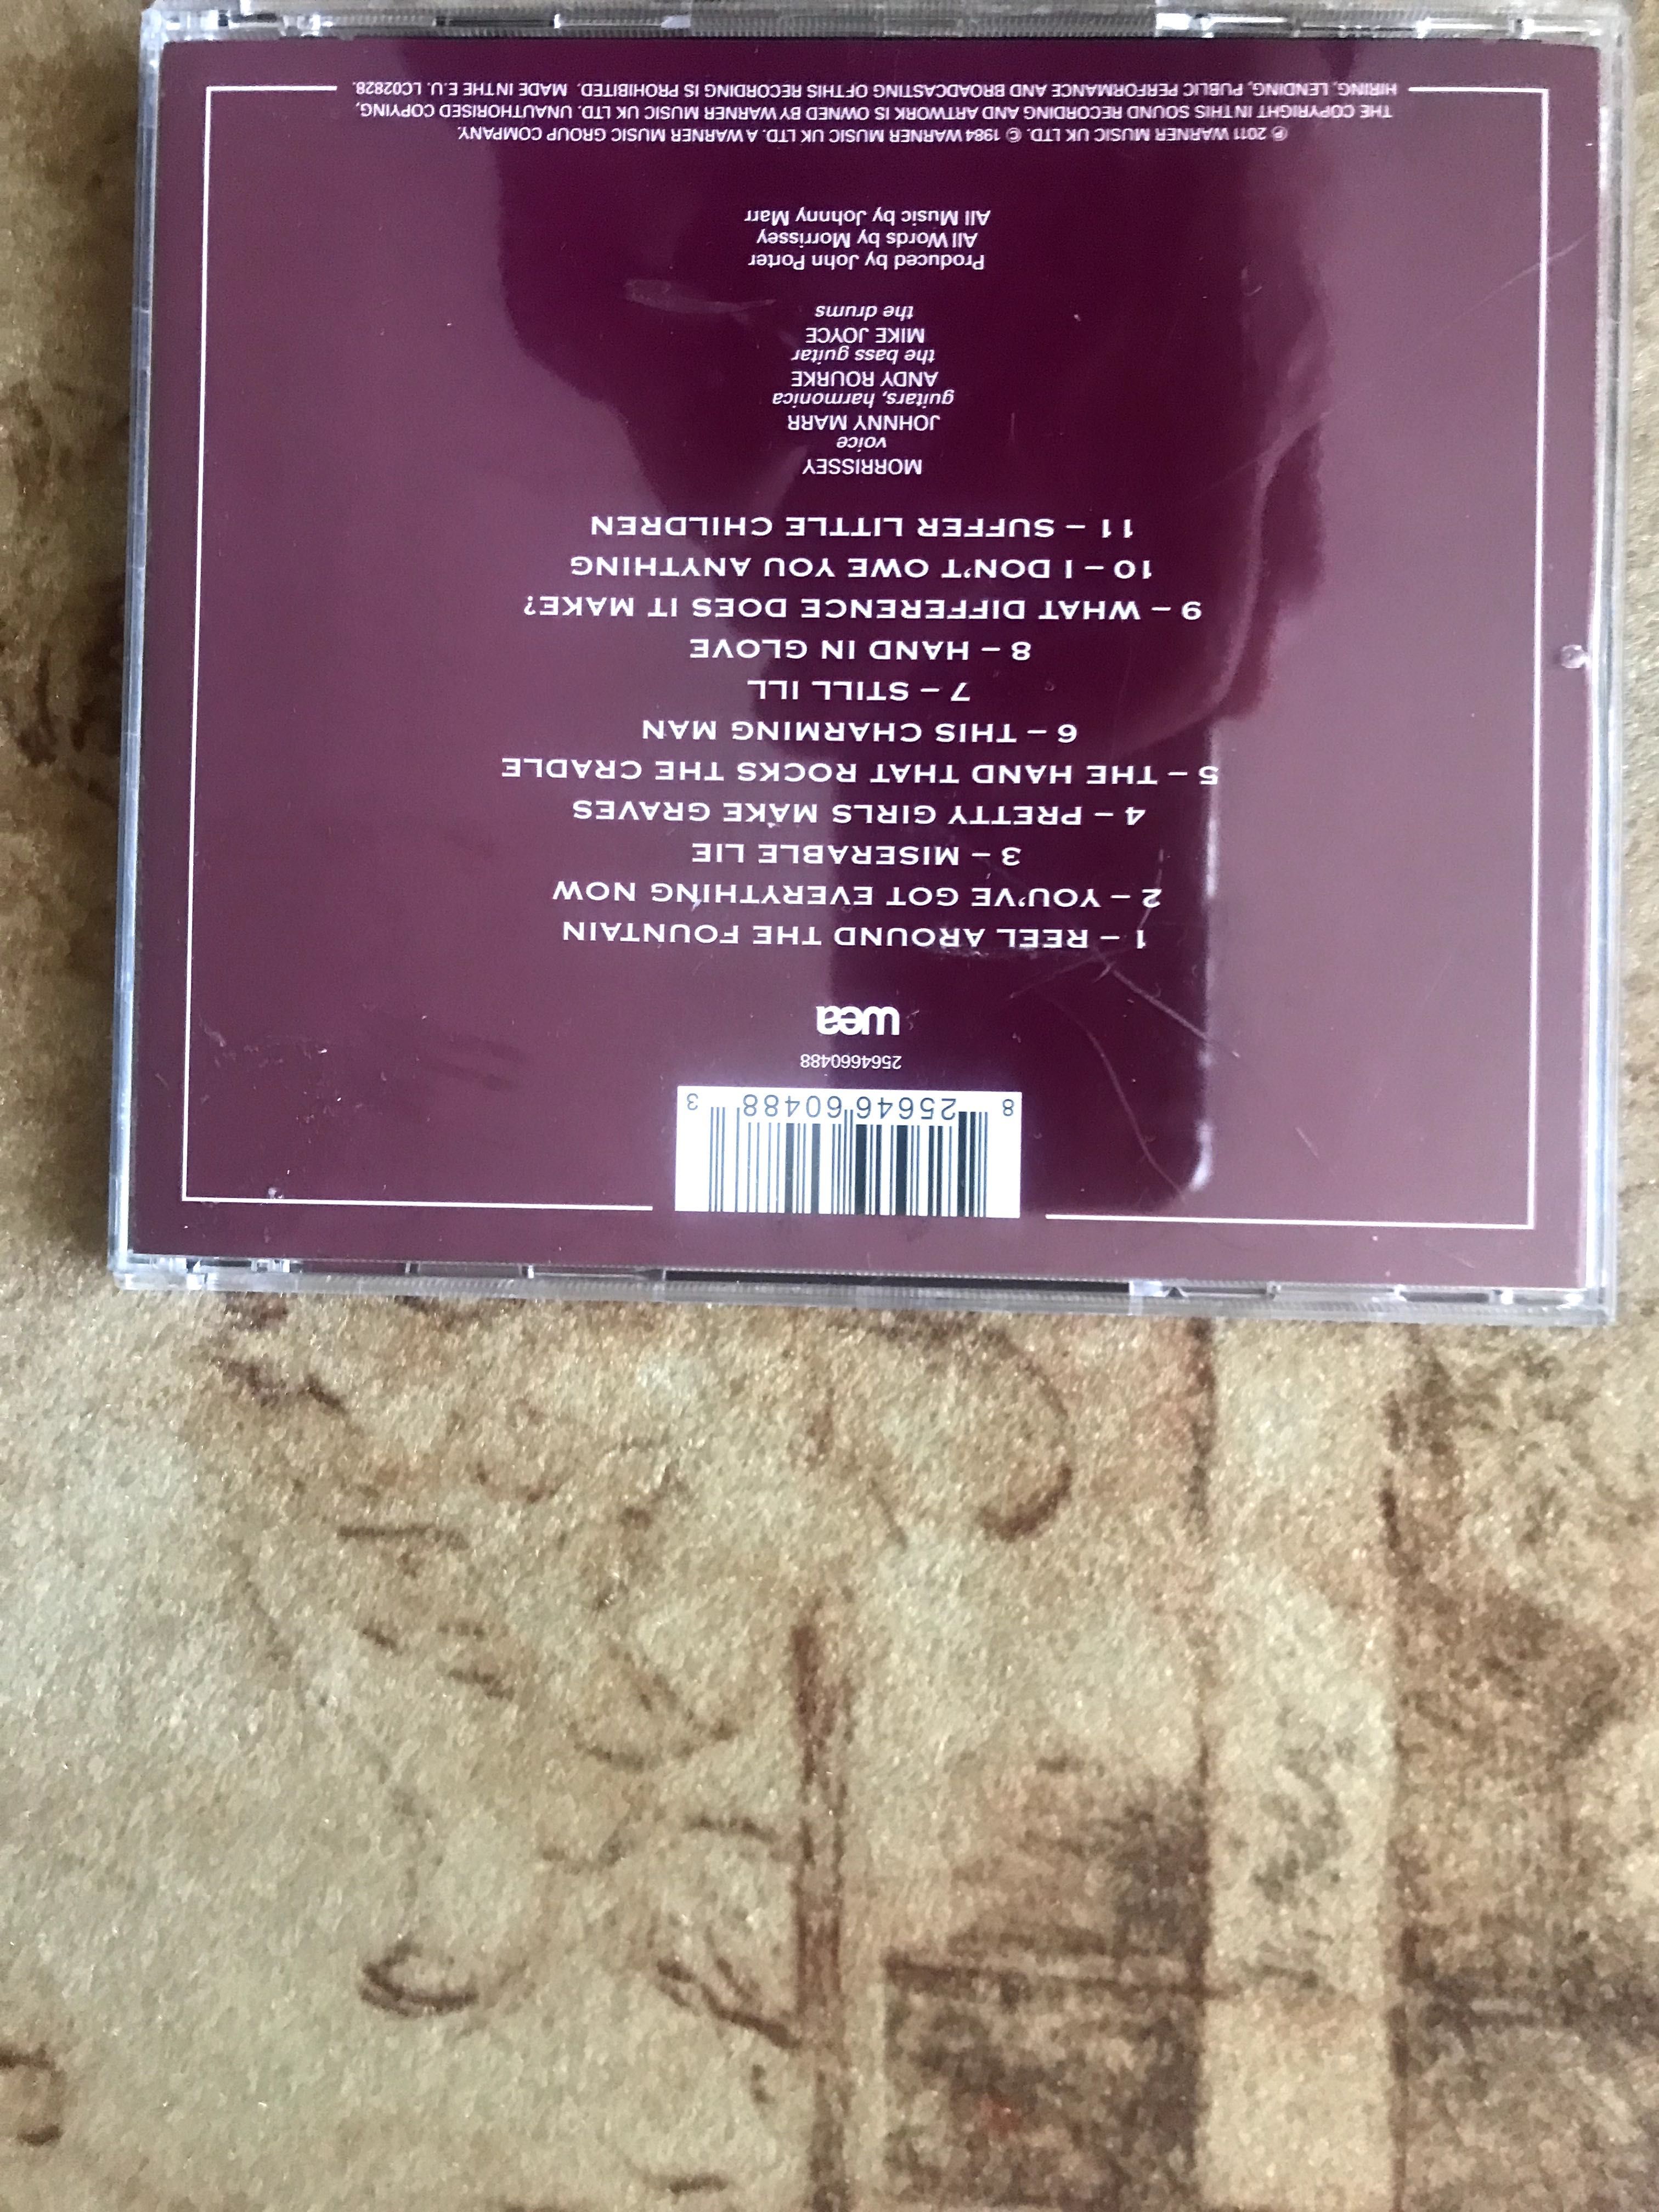 8 25646 60488 3
25646660488
wea
1 – REEL AROUND THE FOUNTAIN
2 – YOU'VE GOT EVERYTHING NOW
3 – MISERABLE LIE
4 – PRETTY GIRLS MAKE GRAVES
5 – THE HAND THAT ROCKS THE CRADLE
6 – THIS CHARMING MAN
7 – STILL ILL
8 – HAND IN GLOVE
9 – WHAT DIFFERENCE DOES IT MAKE?
10 – I DON'T OWE YOU ANYTHING
11 – SUFFER LITTLE CHILDREN
MORRISSEY
voice
JOHNNY MARR
guitars, harmonica
ANDY ROURKE
the bass guitar
MIKE JOYCE
the drums
Produced by John Porter
All Words by Morrissey
All Music by Johnny Marr
℗ 2011 WARNER MUSIC UK LTD. © 1984 WARNER MUSIC UK LTD. A WARNER MUSIC GROUP COMPANY.
THE COPYRIGHT IN THIS SOUND RECORDING AND ARTWORK IS OWNED BY WARNER MUSIC UK LTD. UNAUTHORISED COPYING,
HIRING, LENDING, PUBLIC PERFORMANCE AND BROADCASTING OF THIS RECORDING IS PROHIBITED. MADE IN THE E.U. LC02828.